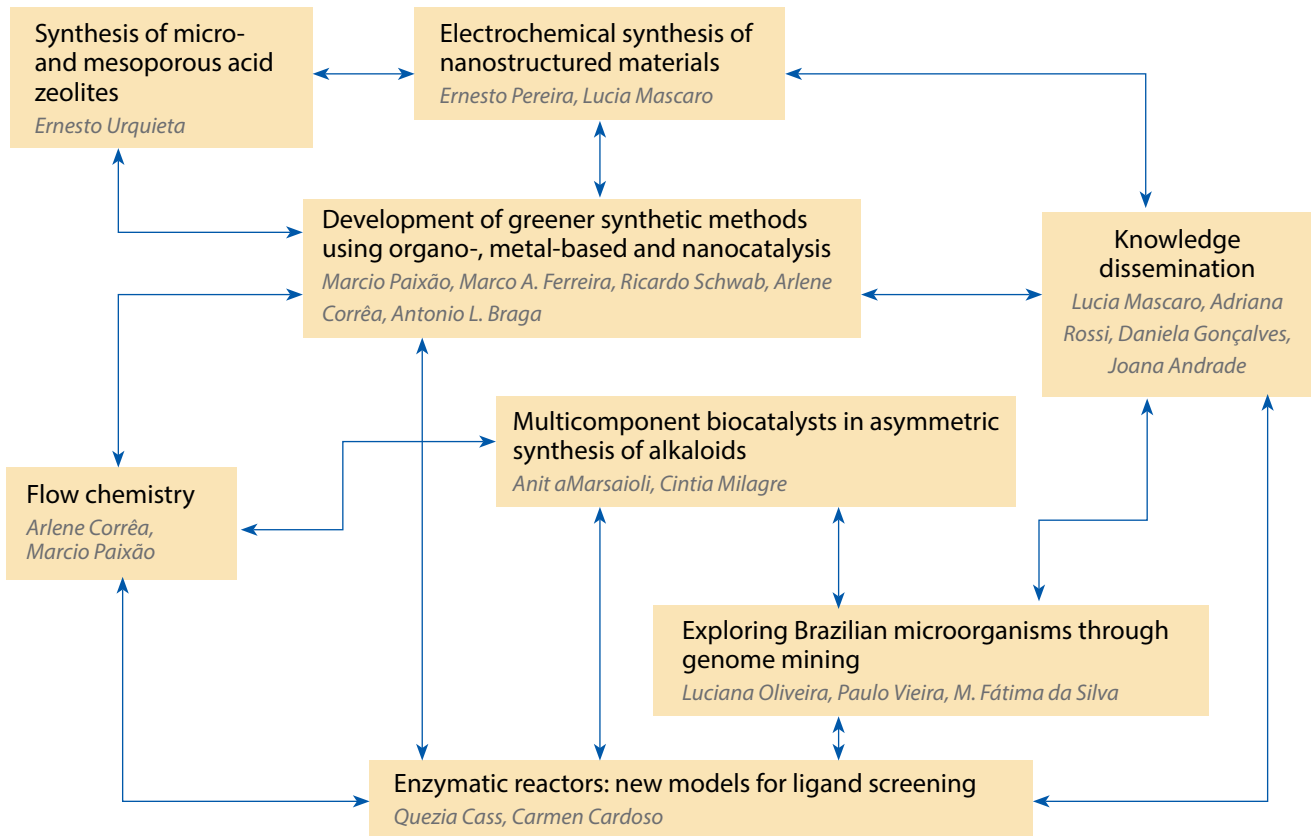 Synthesis of micro-
and mesoporous acid
zeolites
Ernesto Urquieta
Electrochemical synthesis of
nanostructured materials
Ernesto Pereira, Lucia Mascaro
Development of greener synthetic methods
using organo-, metal-based and nanocatalysis
Marcio Paixão, Marco A. Ferreira, Ricardo Schwab, Arlene
Corrêa, Antonio L. Braga
Knowledge
dissemination
Lucia Mascaro, Adriana
Rossi, Daniela Gonçalves,
Joana Andrade
Multicomponent biocatalysts in asymmetric
synthesis of alkaloids
Anit aMarsaioli, Cintia Milagre
Flow chemistry
Arlene Corrêa,
Marcio Paixão
Exploring Brazilian microorganisms through
genome mining
Luciana Oliveira, Paulo Vieira, M. Fátima da Silva
Enzymatic reactors: new models for ligand screening
Quezia Cass, Carmen Cardoso